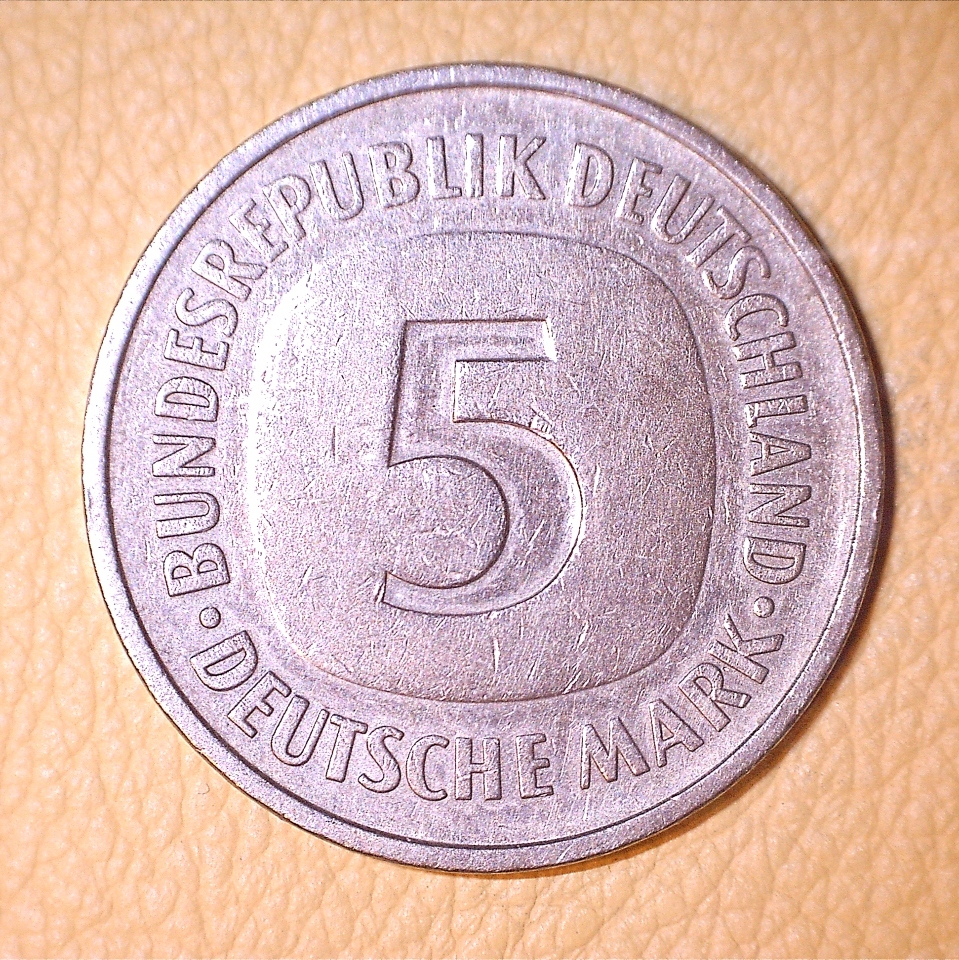 BUNDESREPUBLIK DEUTSCHLAND
5
· DEUTSCHE MARK ·